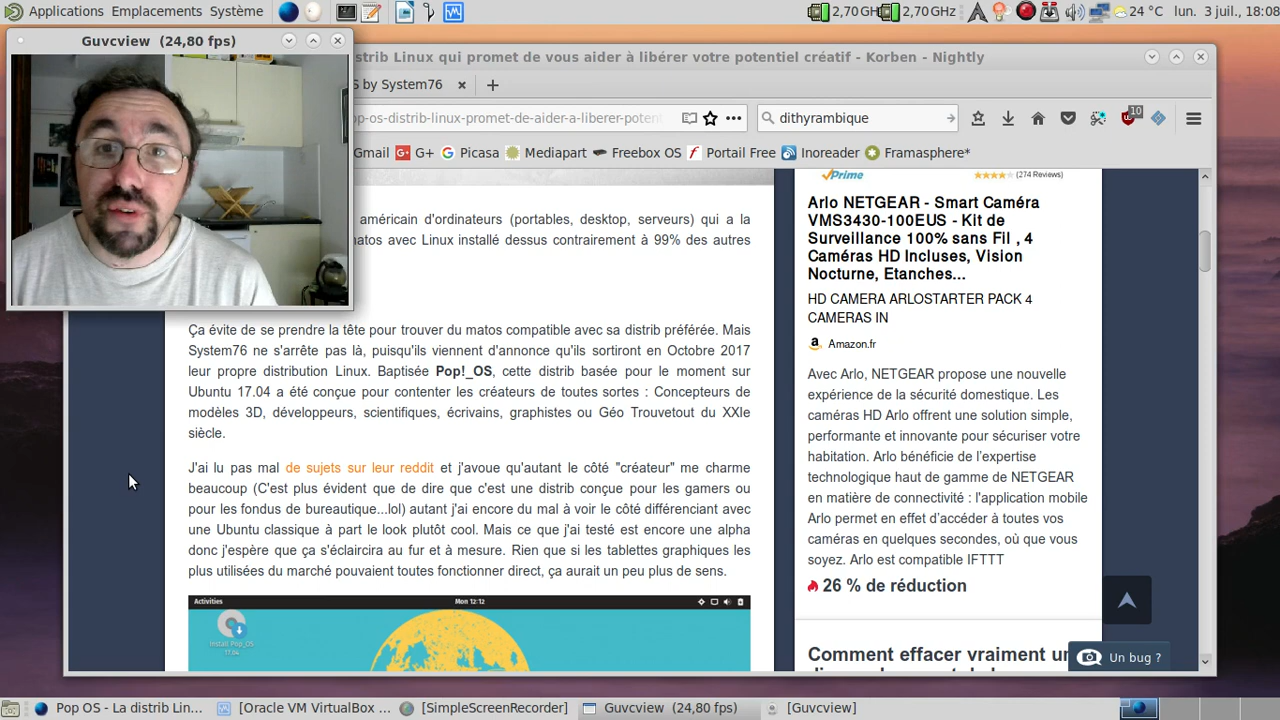 Applications Emplacements Système 2,70 GH 2,70 GHz 24 °C lun. 3 juil., 18:08
Guvcview (24,80 fps)
strib Linux qui promet de vous aider à libérer votre potentiel créatif - Korben - Nightly
S by System76
op-os-distrib-linux-promet-de-aider-a-liberer-poten
dithyrambique
10
Gmail G+ Picasa Mediapart Freebox OS Portail Free Inoreader Framasphere*
américain d'ordinateurs (portables, desktop, serveurs) qui a la
matos avec Linux installé dessus contrairement à 99% des autres
Ça évite de se prendre la tête pour trouver du matos compatible avec sa distrib préférée. Mais
System76 ne s'arrête pas là, puisqu'ils viennent d'annonce qu'ils sortiront en Octobre 2017
leur propre distribution Linux. Baptisée Pop!_OS, cette distrib basée pour le moment sur
Ubuntu 17.04 a été conçue pour contenter les créateurs de toutes sortes : Concepteurs de
modèles 3D, développeurs, scientifiques, écrivains, graphistes ou Géo Trouvetout du XXIe
siècle.
J'ai lu pas mal de sujets sur leur reddit et j'avoue qu'autant le côté "créateur" me charme
beaucoup (C'est plus évident que de dire que c'est une distrib conçue pour les gamers ou
pour les fondus de bureautique...lol) autant j'ai encore du mal à voir le côté différenciant avec
une Ubuntu classique à part le look plutôt cool. Mais ce que j'ai testé est encore une alpha
donc j'espère que ça s'éclaircira au fur et à mesure. Rien que si les tablettes graphiques les
plus utilisées du marché pouvaient toutes fonctionner direct, ça aurait un peu plus de sens.
Activities Mon 12:12
Install Pop_OS
17.04
Prime (274 Reviews)
Arlo NETGEAR - Smart Caméra
VMS3430-100EUS - Kit de
Surveillance 100% sans Fil , 4
Caméras HD Incluses, Vision
Nocturne, Etanches...
HD CAMERA ARLOSTARTER PACK 4
CAMERAS IN
Amazon.fr
Avec Arlo, NETGEAR propose une nouvelle
expérience de la sécurité domestique. Les
caméras HD Arlo offrent une solution simple,
performante et innovante pour sécuriser votre
habitation. Arlo bénéficie de l'expertise
technologique haut de gamme de NETGEAR
en matière de connectivité : l'application mobile
Arlo permet en effet d'accéder à toutes vos
caméras en quelques secondes, où que vous
soyez. Arlo est compatible IFTTT
26 % de réduction
Comment effacer vraiment un
Un bug ?
Pop OS - La distrib Lin... [Oracle VM VirtualBox ... [SimpleScreenRecorder] Guvcview (24,80 fps) [Guvcview]